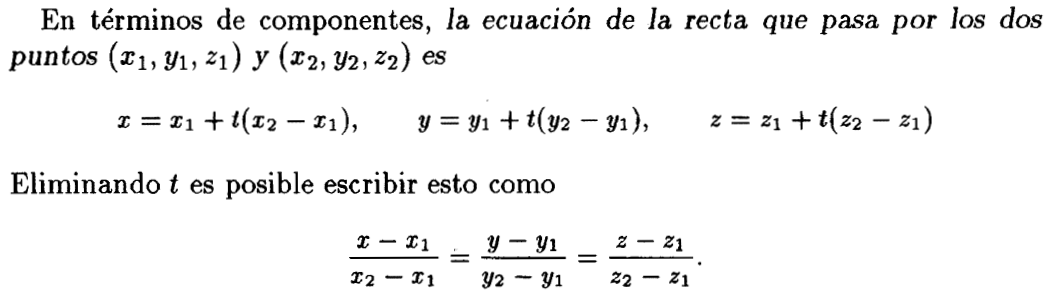 En términos de componentes, la ecuación de la recta que pasa por los dos
puntos (x₁, y₁, z₁) y (x₂, y₂, z₂) es
x = x₁ + t(x₂ − x₁), y = y₁ + t(y₂ − y₁), z = z₁ + t(z₂ − z₁)
Eliminando t es posible escribir esto como
(x − x₁)/(x₂ − x₁) = (y − y₁)/(y₂ − y₁) = (z − z₁)/(z₂ − z₁).